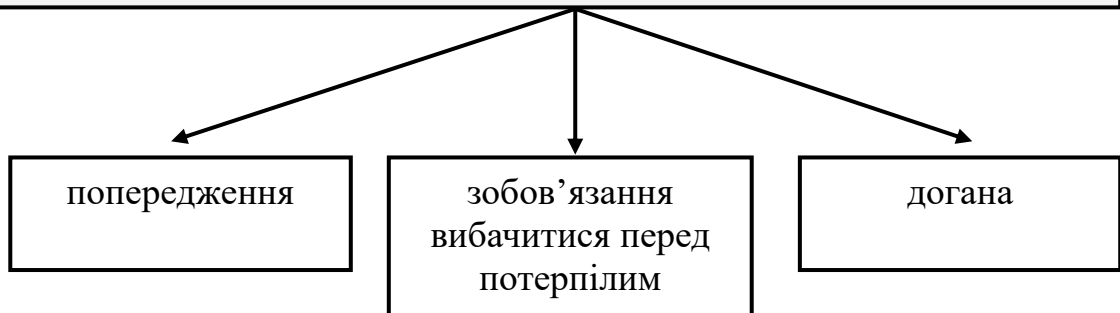 попередження
зобов’язання
вибачитися перед
потерпілим
догана